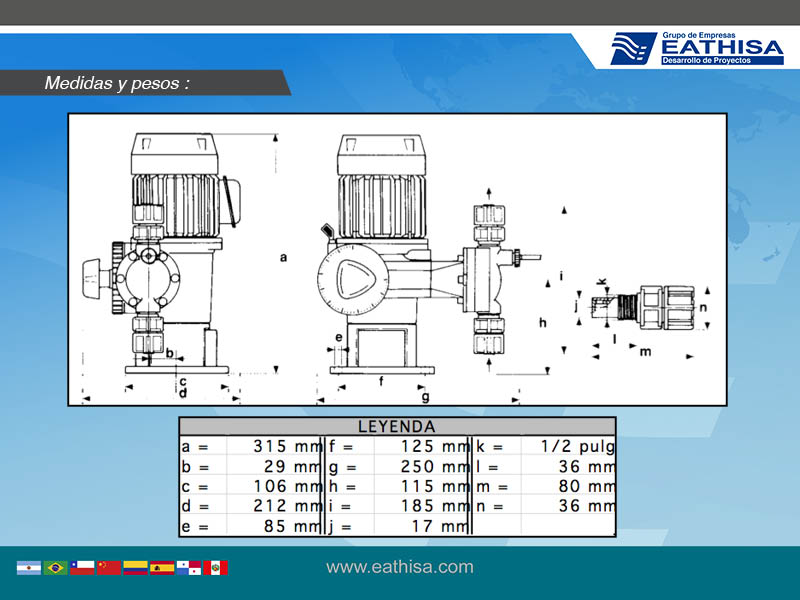 Grupo de Empresas
EATHISA
Desarrollo de Proyectos
Medidas y pesos :
a
b
c
d
e
f
g
h
i
j
k
l
m
n
LEYENDA
a = 315 mm f = 125 mm k = 1/2 pulg
b = 29 mm g = 250 mm l = 36 mm
c = 106 mm h = 115 mm m = 80 mm
d = 212 mm i = 185 mm n = 36 mm
e = 85 mm j = 17 mm
www.eathisa.com